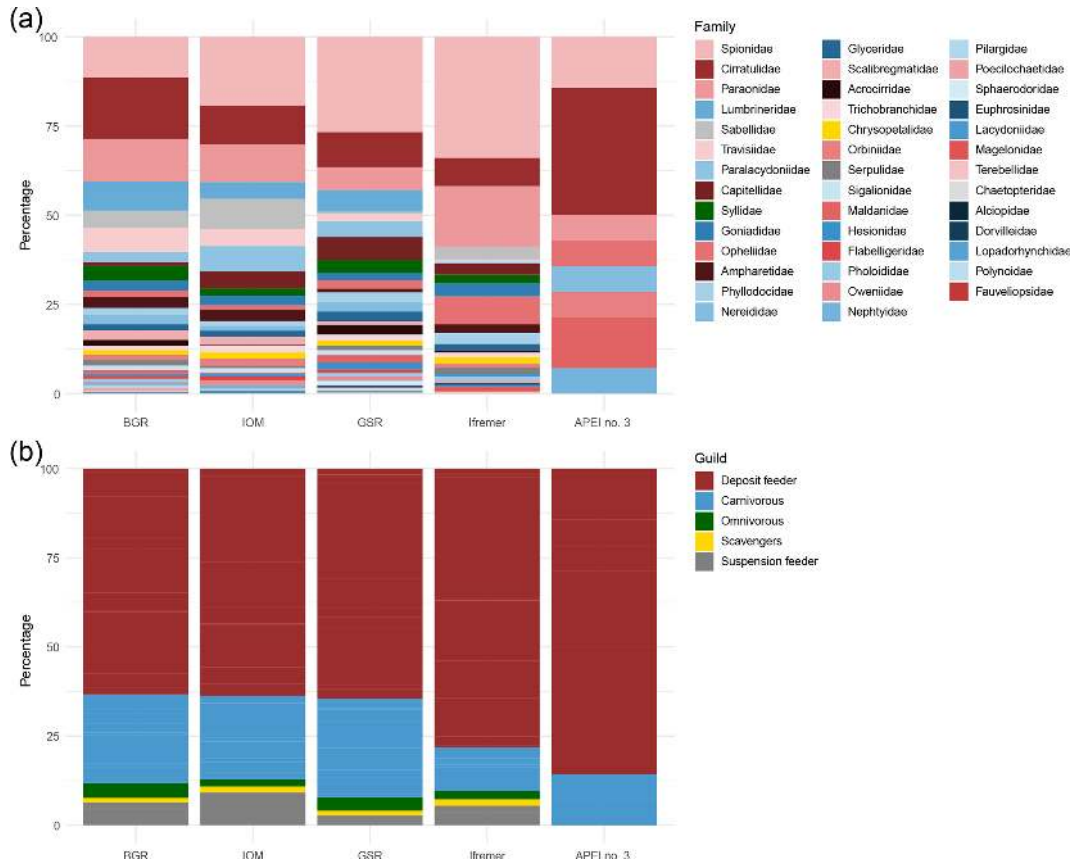 (a)
100
75
50
25
0
Percentage
BGR
IOM
GSR
Ifremer
APEI no. 3
Family
Spionidae
Cirratulidae
Paraonidae
Lumbrineridae
Sabellidae
Travisiidae
Paralacydoniidae
Capitellidae
Syllidae
Goniadidae
Opheliidae
Ampharetidae
Phyllodocidae
Nereididae
Glyceridae
Scalibregmatidae
Acrocirridae
Trichobranchidae
Chrysopetalidae
Orbiniidae
Serpulidae
Sigalionidae
Maldanidae
Hesionidae
Flabelligeridae
Pholoididae
Oweniidae
Nephtyidae
Pilargidae
Poecilochaetidae
Sphaerodoridae
Euphrosinidae
Lacydoniidae
Magelonidae
Terebellidae
Chaetopteridae
Alciopidae
Dorvilleidae
Lopadorhynchidae
Polynoidae
Fauveliopsidae
(b)
100
75
50
25
0
Percentage
BGR
IOM
GSR
Ifremer
APEI no. 3
Guild
Deposit feeder
Carnivorous
Omnivorous
Scavengers
Suspension feeder